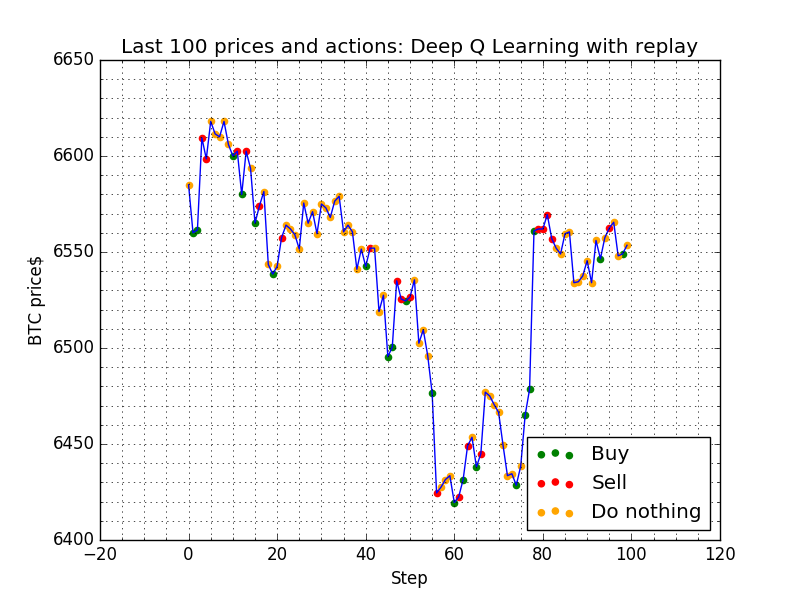 Last 100 prices and actions: Deep Q Learning with replay
BTC price$
6650
6600
6550
6500
6450
6400
Buy
Sell
Do nothing
−20 0 20 40 60 80 100 120
Step